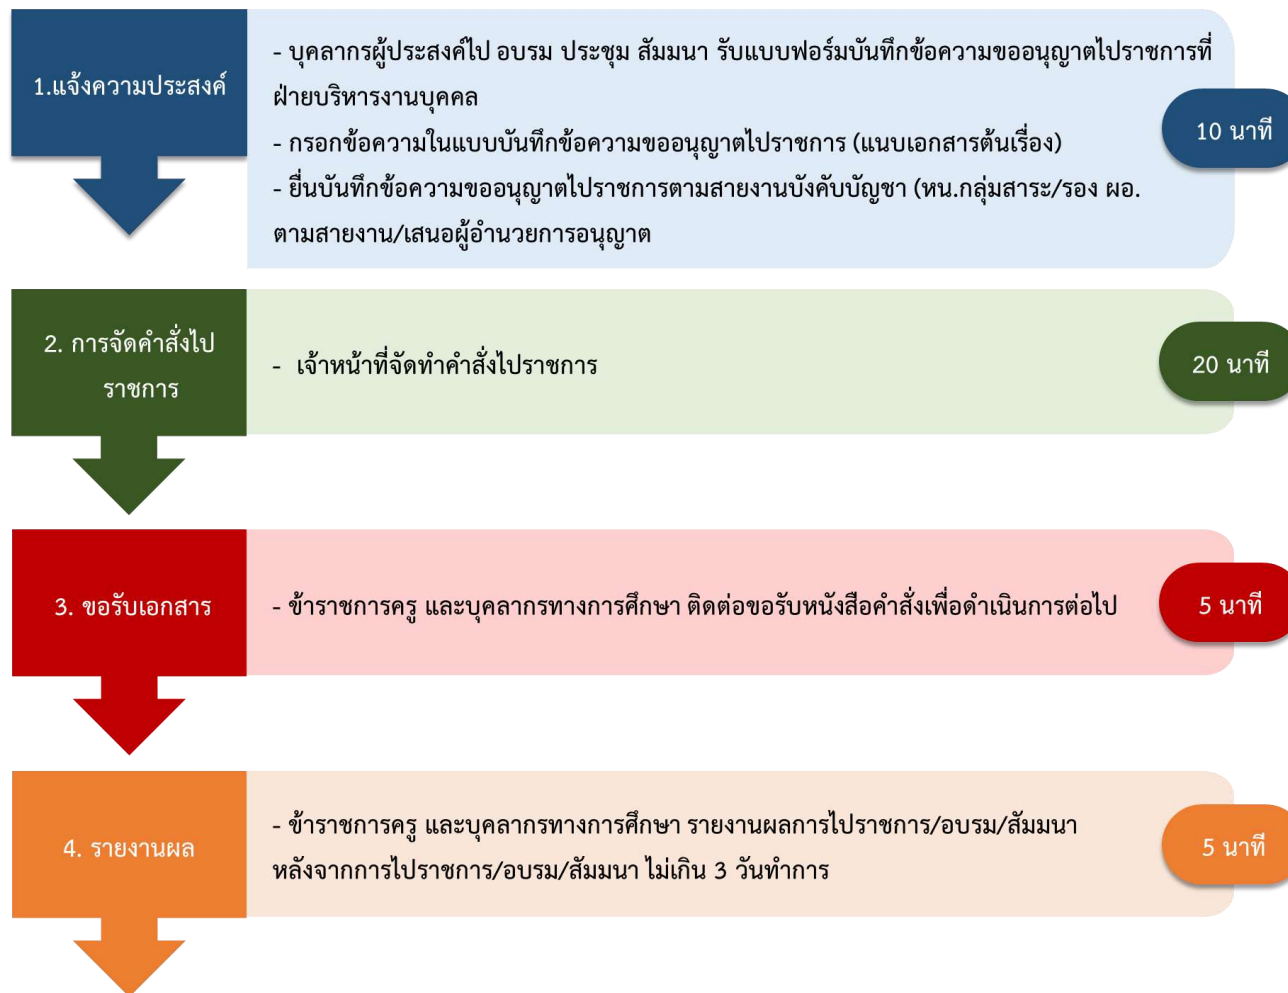 1.แจ้งความประสงค์
- บุคลากรผู้ประสงค์ไป อบรม ประชุม สัมมนา รับแบบฟอร์มบันทึกข้อความขออนุญาตไปราชการที่
ฝ่ายบริหารงานบุคคล
- กรอกข้อความในแบบบันทึกข้อความขออนุญาตไปราชการ (แนบเอกสารต้นเรื่อง)
- ยื่นบันทึกข้อความขออนุญาตไปราชการตามสายงานบังคับบัญชา (หน.กลุ่มสาระ/รอง ผอ.
ตามสายงาน/เสนอผู้อำนวยการอนุญาต
10 นาที
2. การจัดคำสั่งไป
ราชการ
- เจ้าหน้าที่จัดทำคำสั่งไปราชการ
20 นาที
3. ขอรับเอกสาร
- ข้าราชการครู และบุคลากรทางการศึกษา ติดต่อขอรับหนังสือคำสั่งเพื่อดำเนินการต่อไป
5 นาที
4. รายงานผล
- ข้าราชการครู และบุคลากรทางการศึกษา รายงานผลการไปราชการ/อบรม/สัมมนา
หลังจากการไปราชการ/อบรม/สัมมนา ไม่เกิน 3 วันทำการ
5 นาที